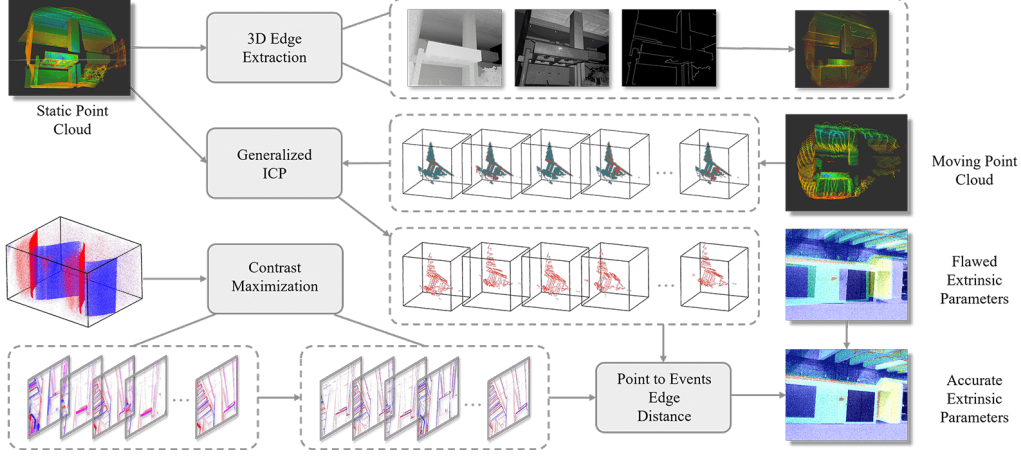 3D Edge
Extraction
Static Point
Cloud
Generalized
ICP
...
Moving Point
Cloud
Contrast
Maximization
...
Flawed
Extrinsic
Parameters
...
...
Point to Events
Edge
Distance
Accurate
Extrinsic
Parameters